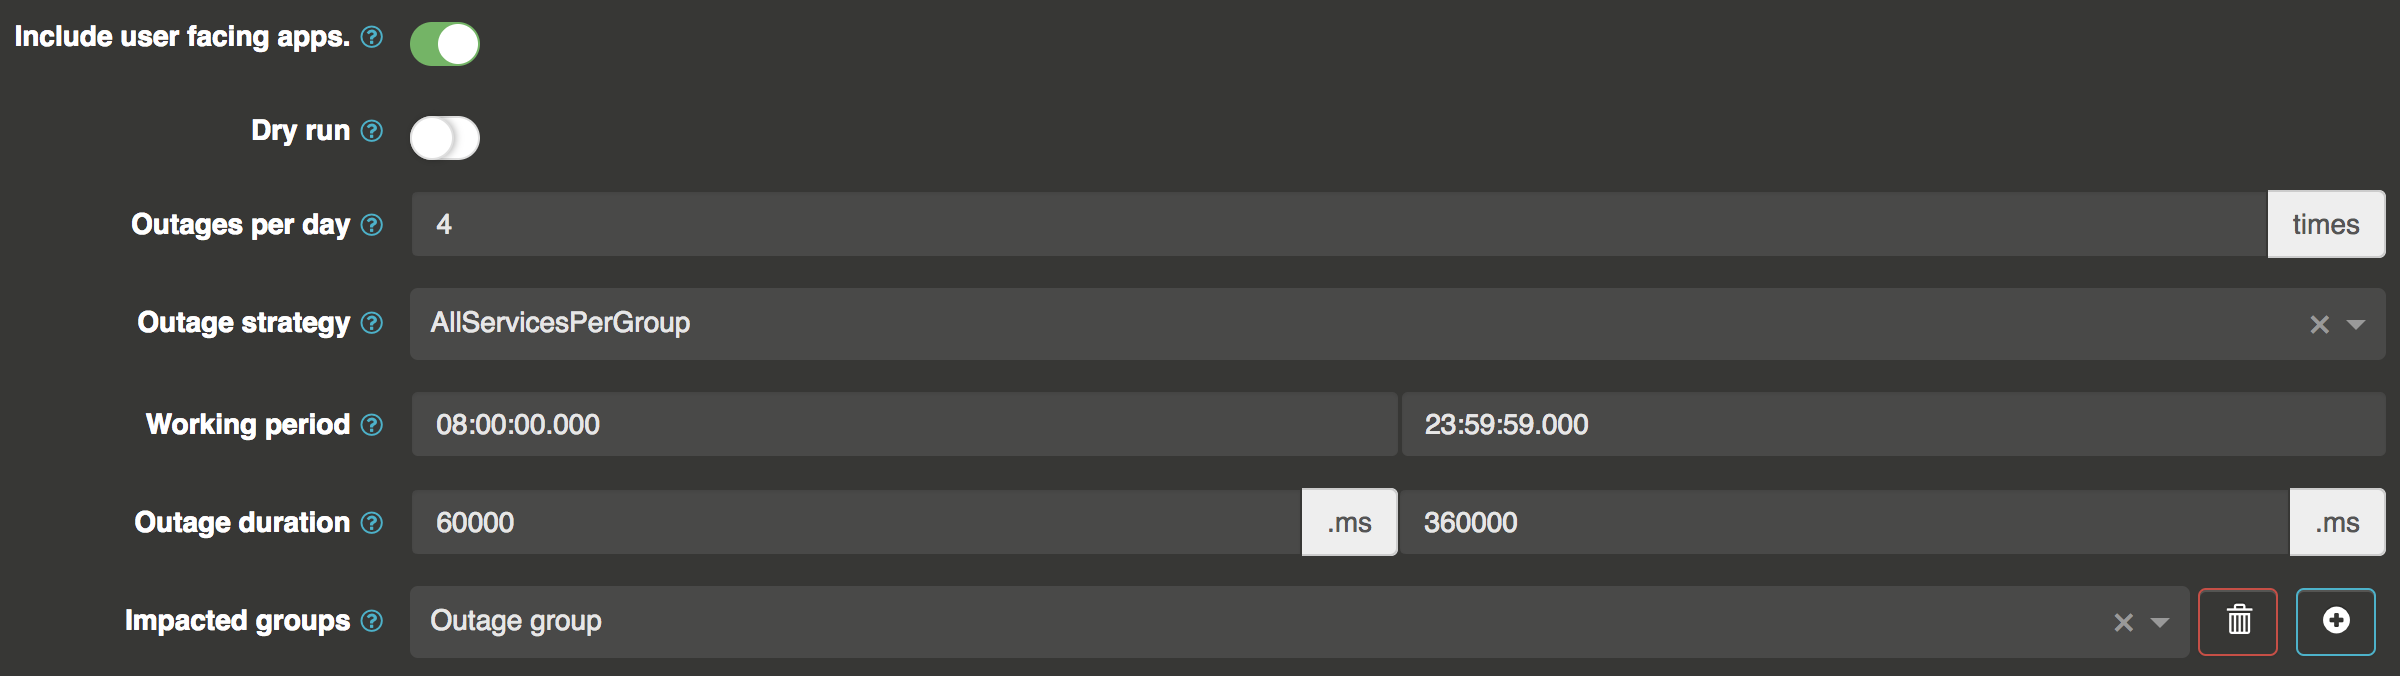 Include user facing apps. ?
Dry run ?
Outages per day ? 4 times
Outage strategy ? AllServicesPerGroup
Working period ? 08:00:00.000 23:59:59.000
Outage duration ? 60000 .ms 360000 .ms
Impacted groups ? Outage group